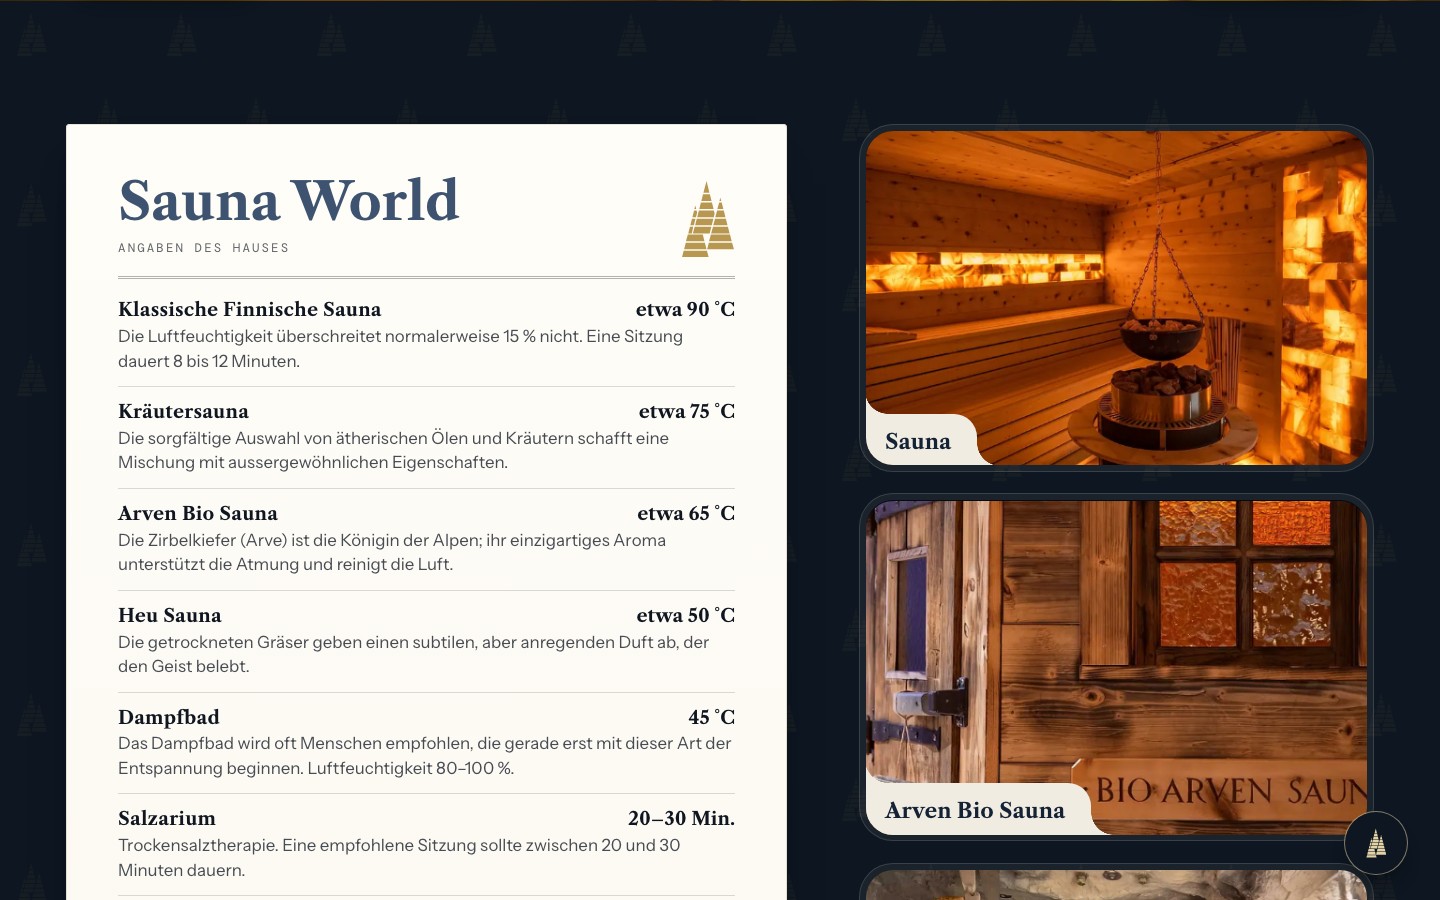 Sauna World
ANGABEN DES HAUSES
Klassische Finnische Sauna etwa 90 °C
Die Luftfeuchtigkeit überschreitet normalerweise 15 % nicht. Eine Sitzung
dauert 8 bis 12 Minuten.
Kräutersauna etwa 75 °C
Die sorgfältige Auswahl von ätherischen Ölen und Kräutern schafft eine
Mischung mit aussergewöhnlichen Eigenschaften.
Arven Bio Sauna etwa 65 °C
Die Zirbelkiefer (Arve) ist die Königin der Alpen; ihr einzigartiges Aroma
unterstützt die Atmung und reinigt die Luft.
Heu Sauna etwa 50 °C
Die getrockneten Gräser geben einen subtilen, aber anregenden Duft ab, der
den Geist belebt.
Dampfbad 45 °C
Das Dampfbad wird oft Menschen empfohlen, die gerade erst mit dieser Art der
Entspannung beginnen. Luftfeuchtigkeit 80–100 %.
Salzarium 20–30 Min.
Trockensalztherapie. Eine empfohlene Sitzung sollte zwischen 20 und 30
Minuten dauern.
Sauna
BIO ARVEN SAUN
Arven Bio Sauna